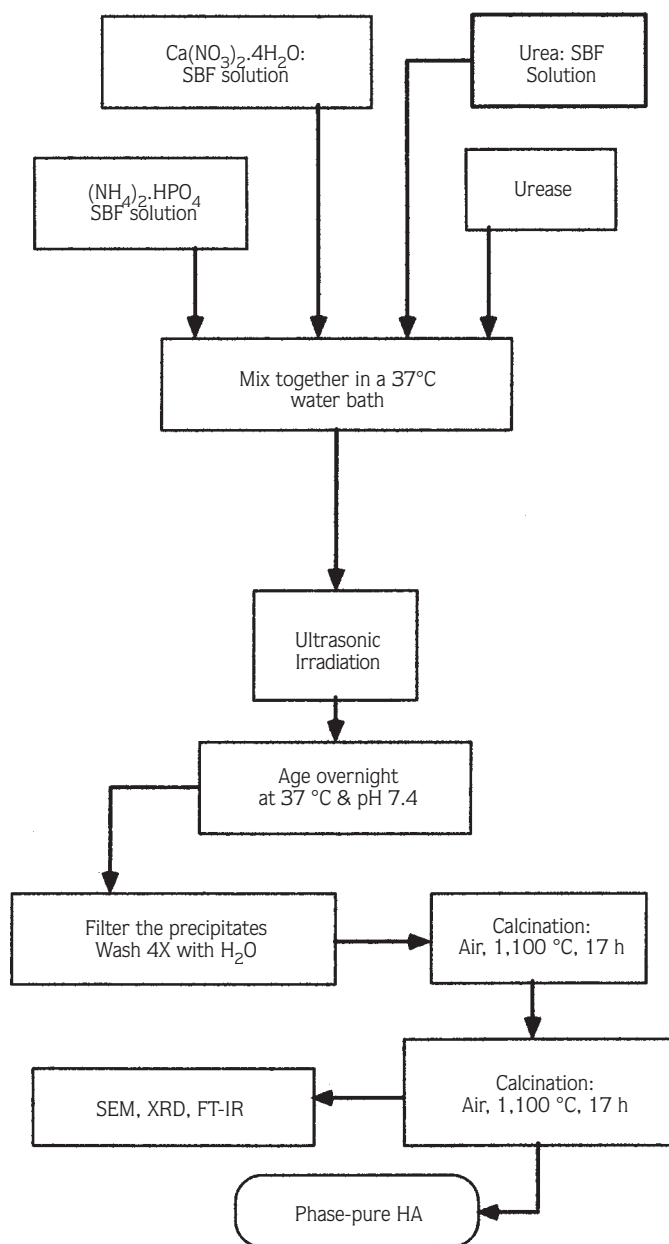 Ca(NO₃)₂.4H₂O:
SBF solution
Urea: SBF
Solution
(NH₄)₂.HPO₄
SBF solution
Urease
Mix together in a 37°C
water bath
Ultrasonic
Irradiation
Age overnight
at 37 °C & pH 7.4
Filter the precipitates
Wash 4X with H₂O
Calcination:
Air, 1,100 °C, 17 h
Calcination:
Air, 1,100 °C, 17 h
SEM, XRD, FT-IR
Phase-pure HA